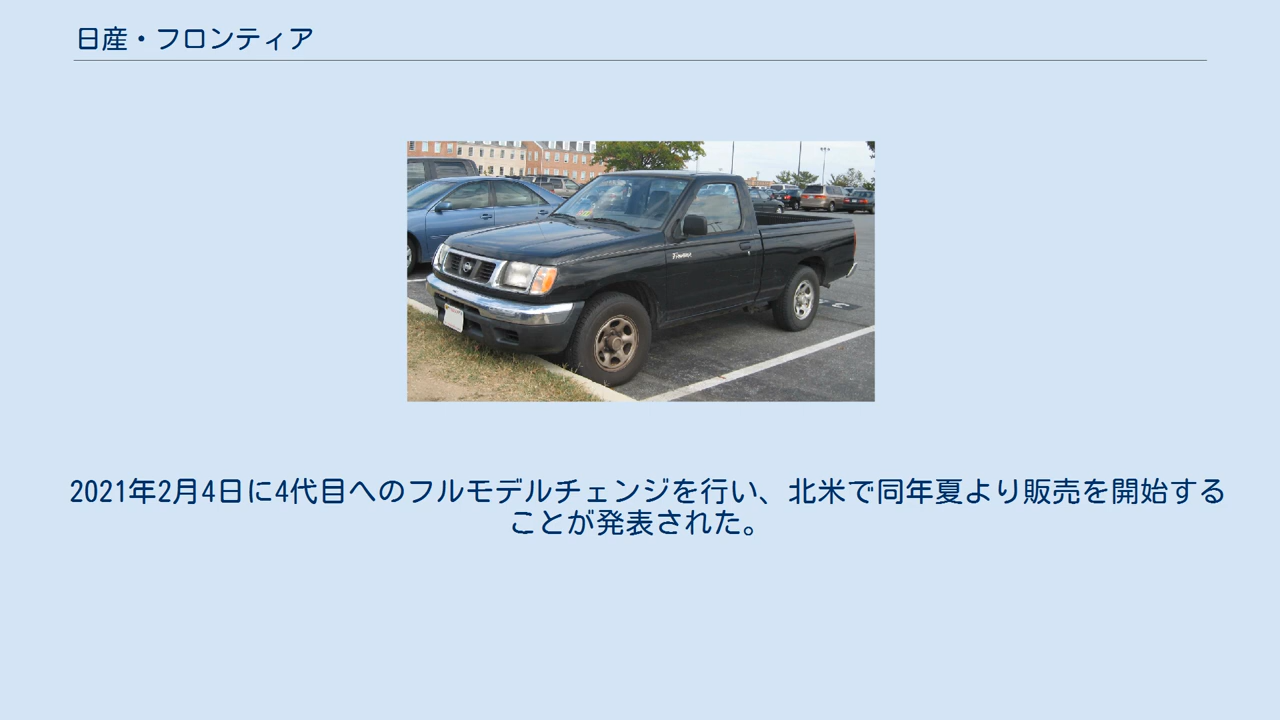 日産・フロンティア
2021年2月4日に4代目へのフルモデルチェンジを行い、北米で同年夏より販売を開始する
ことが発表された。